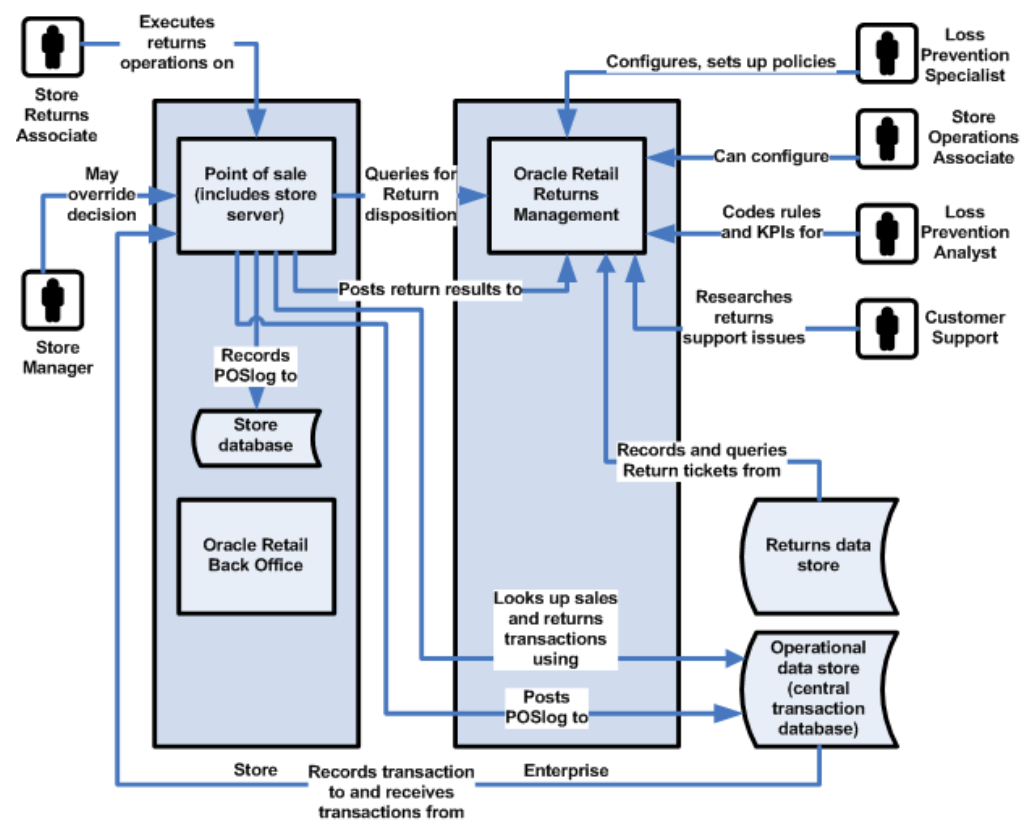 Executes
returns
operations on
Store
Returns
Associate
May
override
decision
Store
Manager
Point of sale
(includes store
server)
Queries for
Return
disposition
Oracle Retail
Returns
Management
Configures, sets up policies
Loss
Prevention
Specialist
Can configure
Store
Operations
Associate
Codes rules
and KPIs for
Loss
Prevention
Analyst
Researches
returns
support issues
Customer
Support
Posts return results to
Records
POSlog to
Store
database
Oracle Retail
Back Office
Records and queries
Return tickets from
Returns data
store
Looks up sales
and returns
transactions
using
Posts
POSlog to
Operational
data store
(central
transaction
database)
Store
Enterprise
Records transaction
to and receives
transactions from